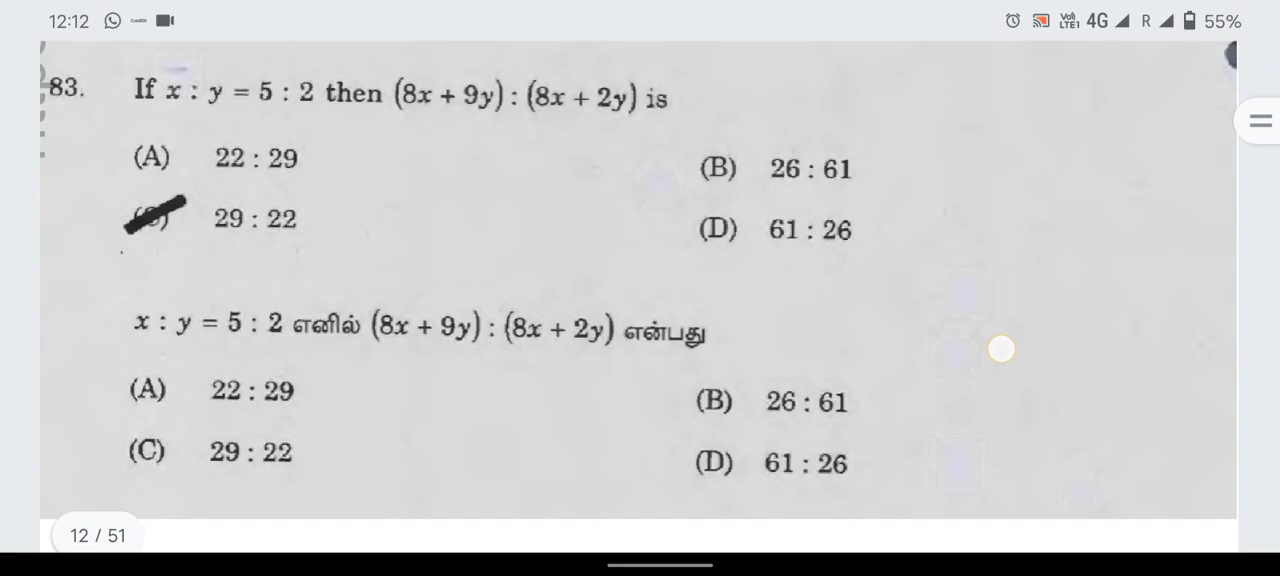 12:12
Vo) LTE1 4G R 55%
83. If x : y = 5 : 2 then (8x + 9y) : (8x + 2y) is
(A) 22 : 29 (B) 26 : 61
(C) 29 : 22 (D) 61 : 26
x : y = 5 : 2 எனில் (8x + 9y) : (8x + 2y) என்பது
(A) 22 : 29 (B) 26 : 61
(C) 29 : 22 (D) 61 : 26
12 / 51